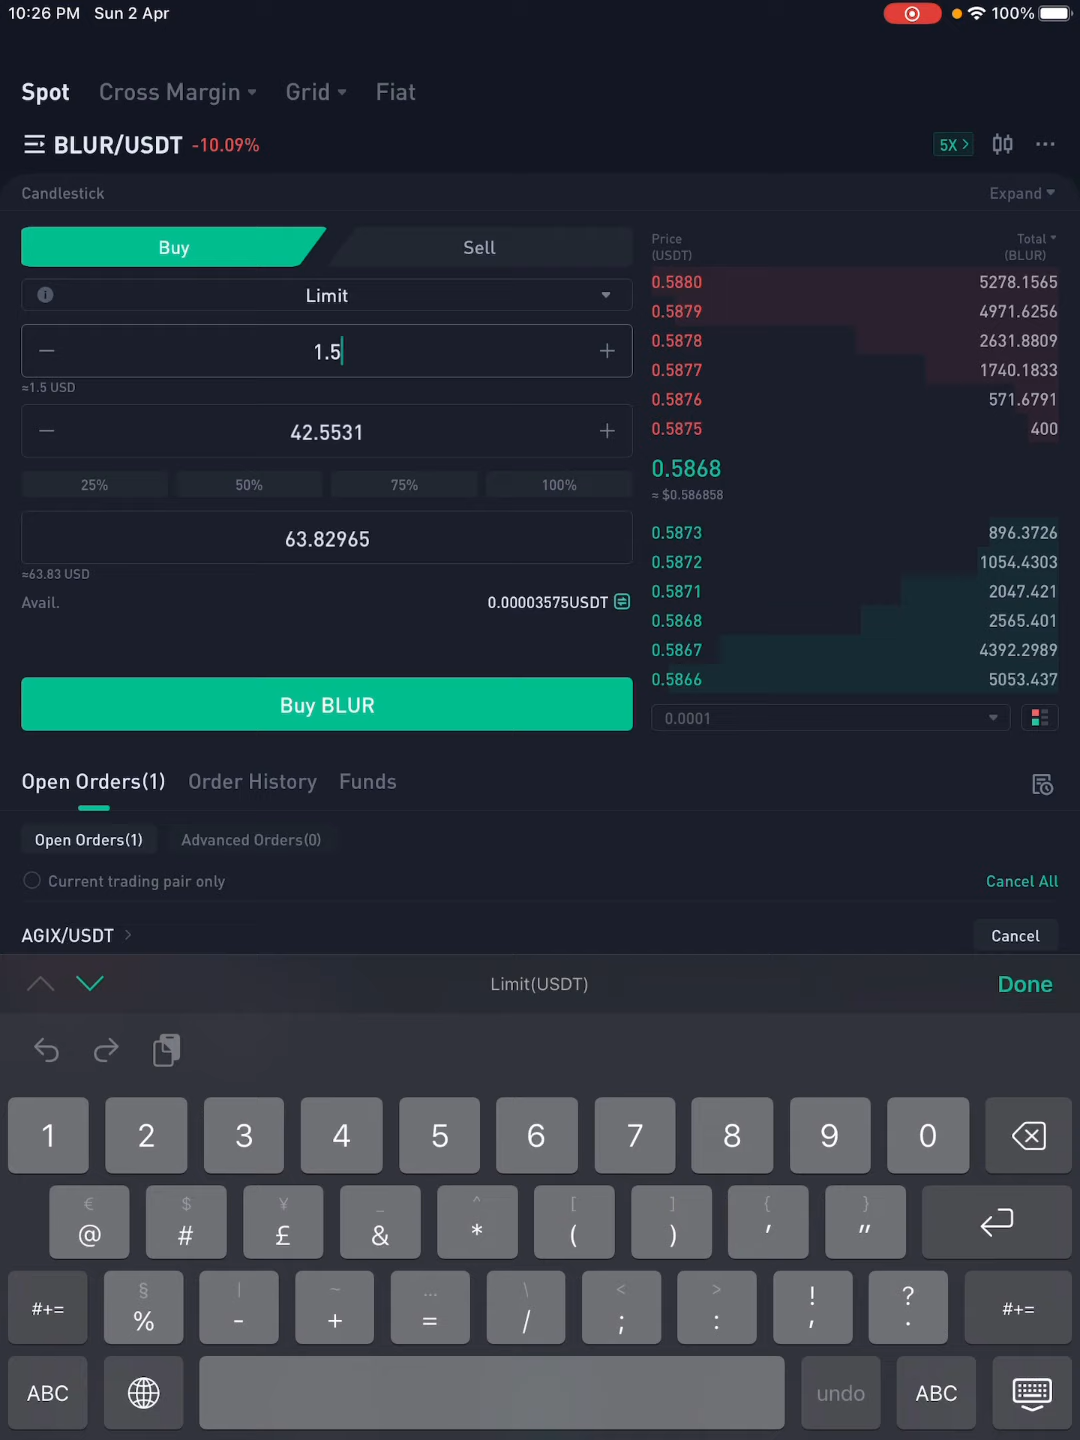 10:26 PM Sun 2 Apr 100%
Spot Cross Margin Grid Fiat
BLUR/USDT -10.09% 5X >
Candlestick Expand
Buy Sell
Limit
− 1.5 +
≈1.5 USD
− 42.5531 +
25% 50% 75% 100%
63.82965
≈63.83 USD
Avail. 0.00003575USDT
Buy BLUR
Price Total
(USDT) (BLUR)
0.5880 5278.1565
0.5879 4971.6256
0.5878 2631.8809
0.5877 1740.1833
0.5876 571.6791
0.5875 400
0.5868
≈ $0.586858
0.5873 896.3726
0.5872 1054.4303
0.5871 2047.421
0.5868 2565.401
0.5867 4392.2989
0.5866 5053.437
0.0001
Open Orders(1) Order History Funds
Open Orders(1) Advanced Orders(0)
Current trading pair only Cancel All
AGIX/USDT > Cancel
Limit(USDT) Done
1 2 3 4 5 6 7 8 9 0
€ $ ¥ _ ^ [ ] { }
@ # £ & * ( ) ' "
§ | ~ … \ < > ! ?
#+= % - + = / ; : , . #+=
ABC undo ABC